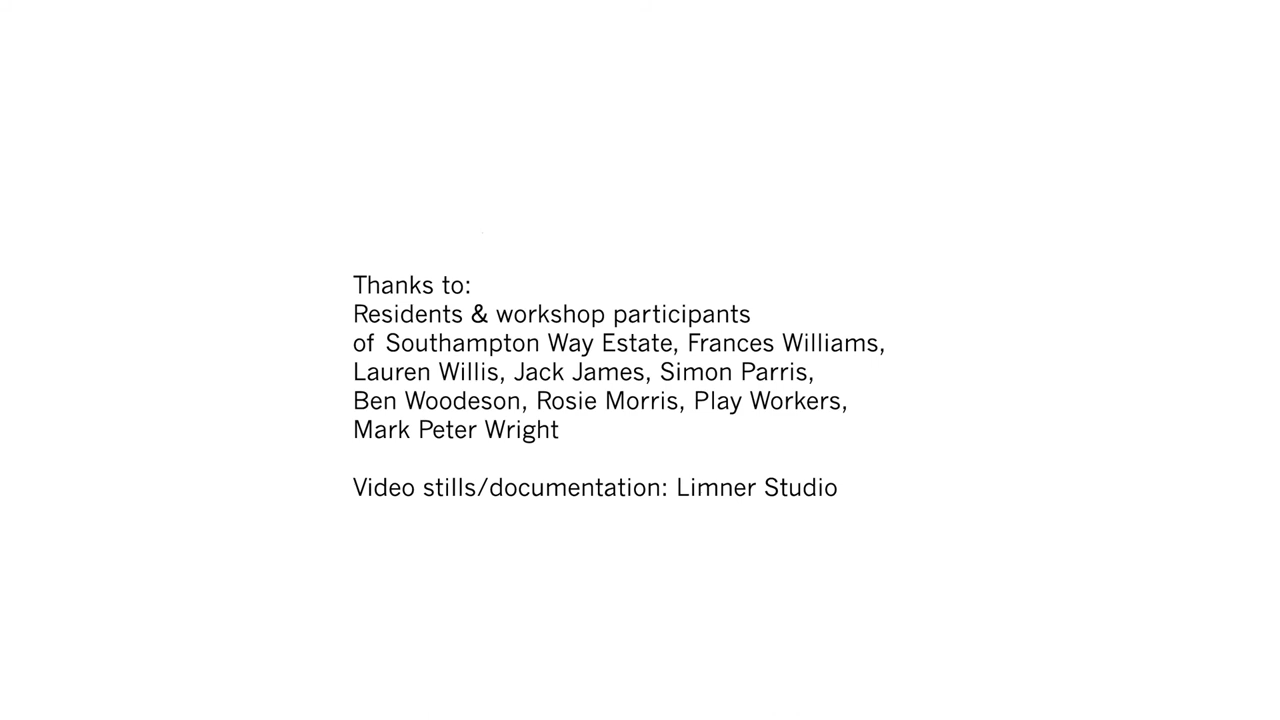 Thanks to:
Residents & workshop participants
of Southampton Way Estate, Frances Williams,
Lauren Willis, Jack James, Simon Parris,
Ben Woodeson, Rosie Morris, Play Workers,
Mark Peter Wright
Video stills/documentation: Limner Studio